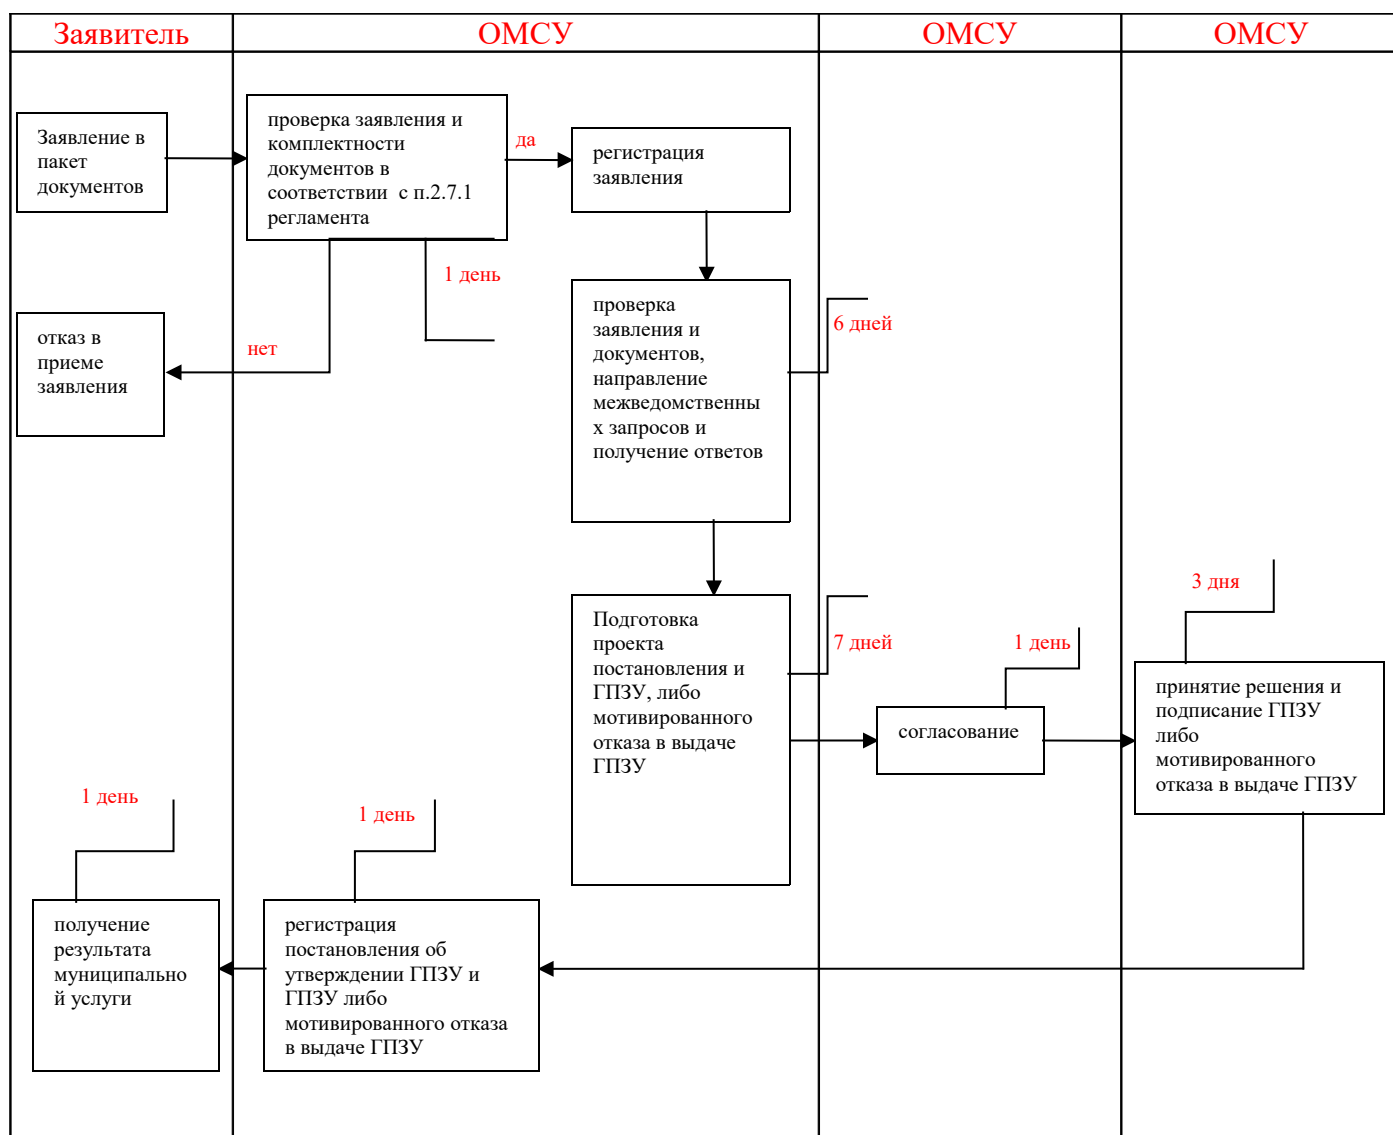 Заявитель
ОМСУ
ОМСУ
ОМСУ
Заявление в
пакет
документов
проверка заявления и
комплектности
документов в
соответствии с п.2.7.1
регламента
да
регистрация
заявления
1 день
нет
отказ в
приеме
заявления
проверка
заявления и
документов,
направление
межведомственны
х запросов и
получение ответов
6 дней
Подготовка
проекта
постановления и
ГПЗУ, либо
мотивированного
отказа в выдаче
ГПЗУ
7 дней
1 день
согласование
3 дня
принятие решения и
подписание ГПЗУ
либо
мотивированного
отказа в выдаче ГПЗУ
1 день
получение
результата
муниципально
й услуги
1 день
регистрация
постановления об
утверждении ГПЗУ и
ГПЗУ либо
мотивированного отказа
в выдаче ГПЗУ